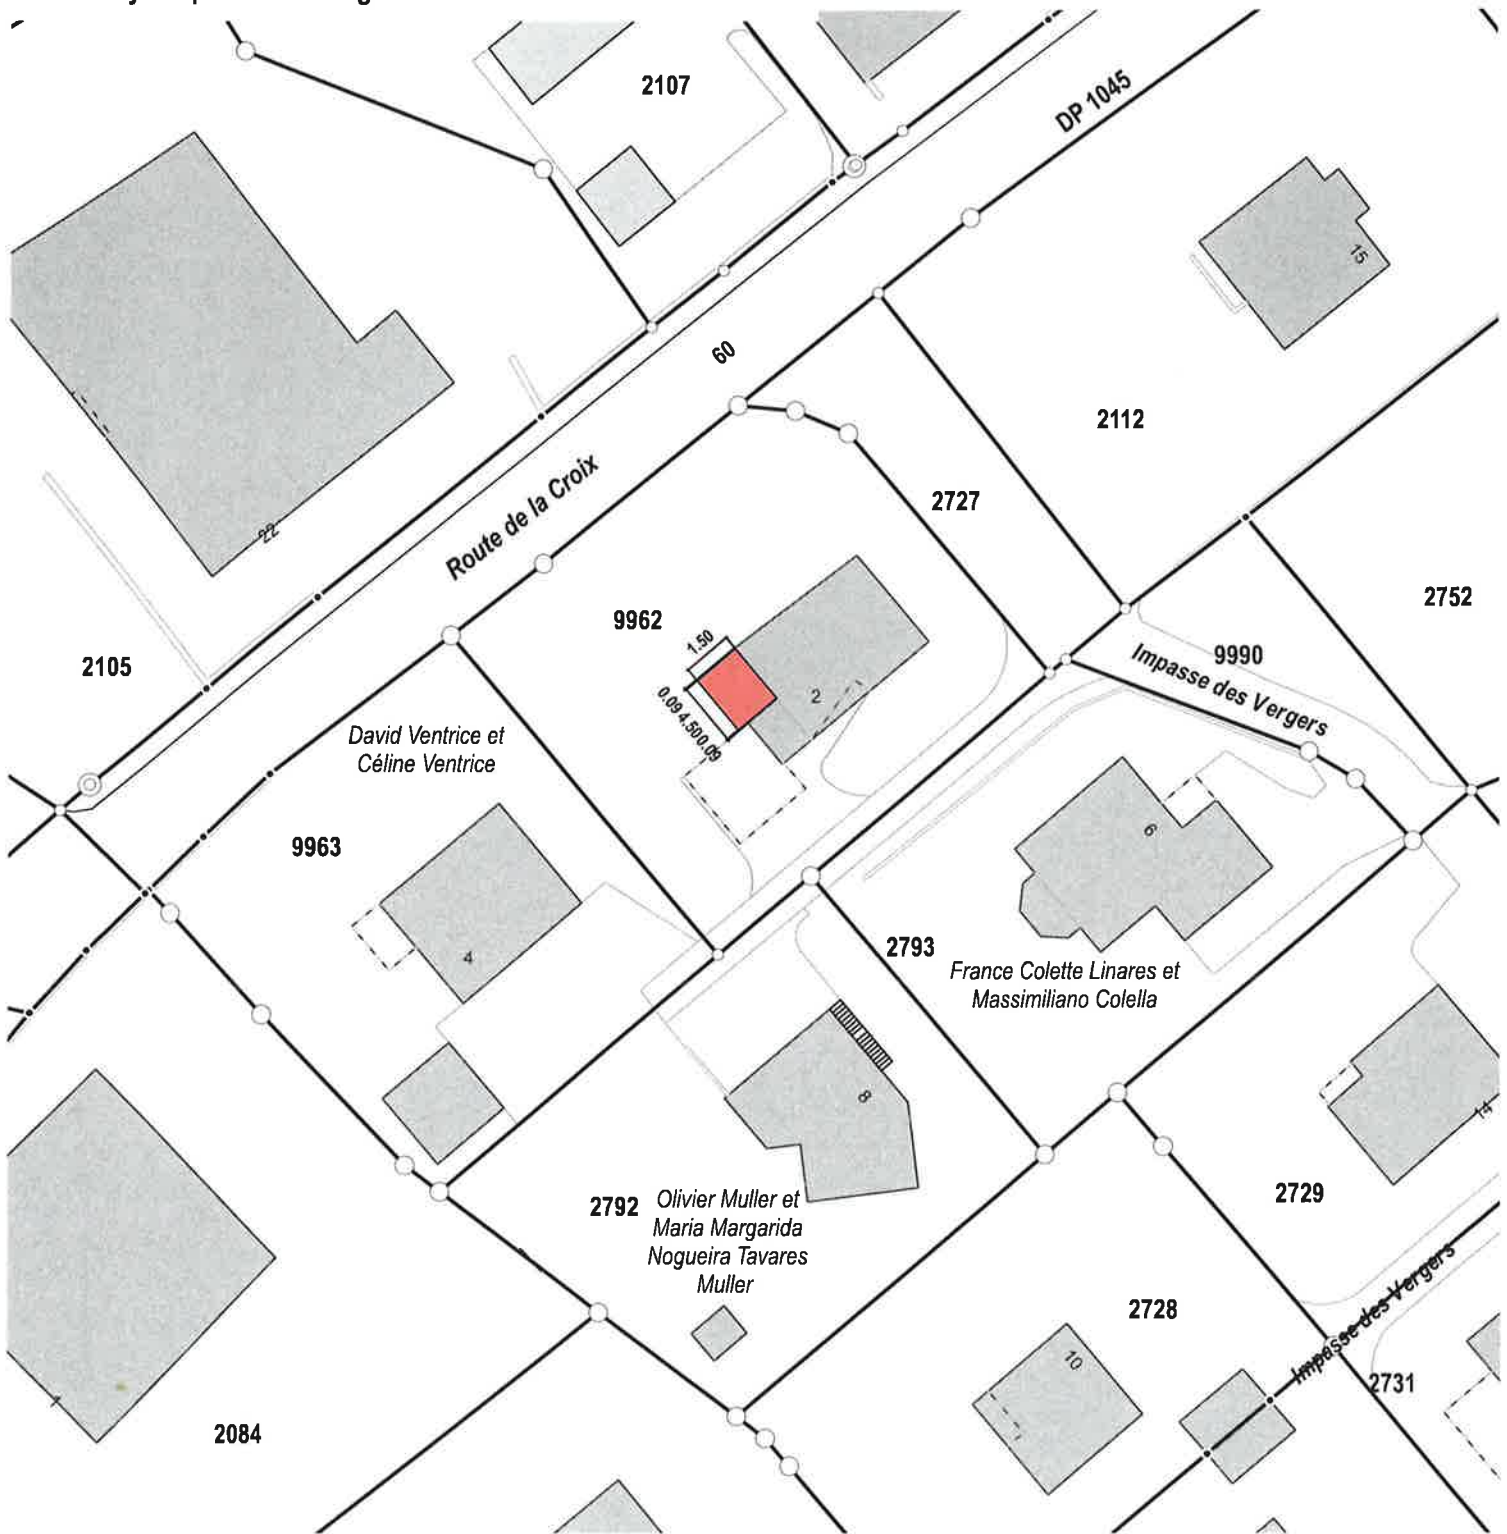 2107
DP 1045
15
60
2112
Route de la Croix
22
2727
2752
9962
1.50
2105
9990
Impasse des Vergers
2
0.09 4.50 0.09
David Ventrice et
Céline Ventrice
9963
6
4
2793
France Colette Linares et
Massimiliano Colella
8
14
2792
Olivier Muller et
Maria Margarida
Nogueira Tavares
Muller
2729
2728
Impasse des Vergers
10
2731
2084